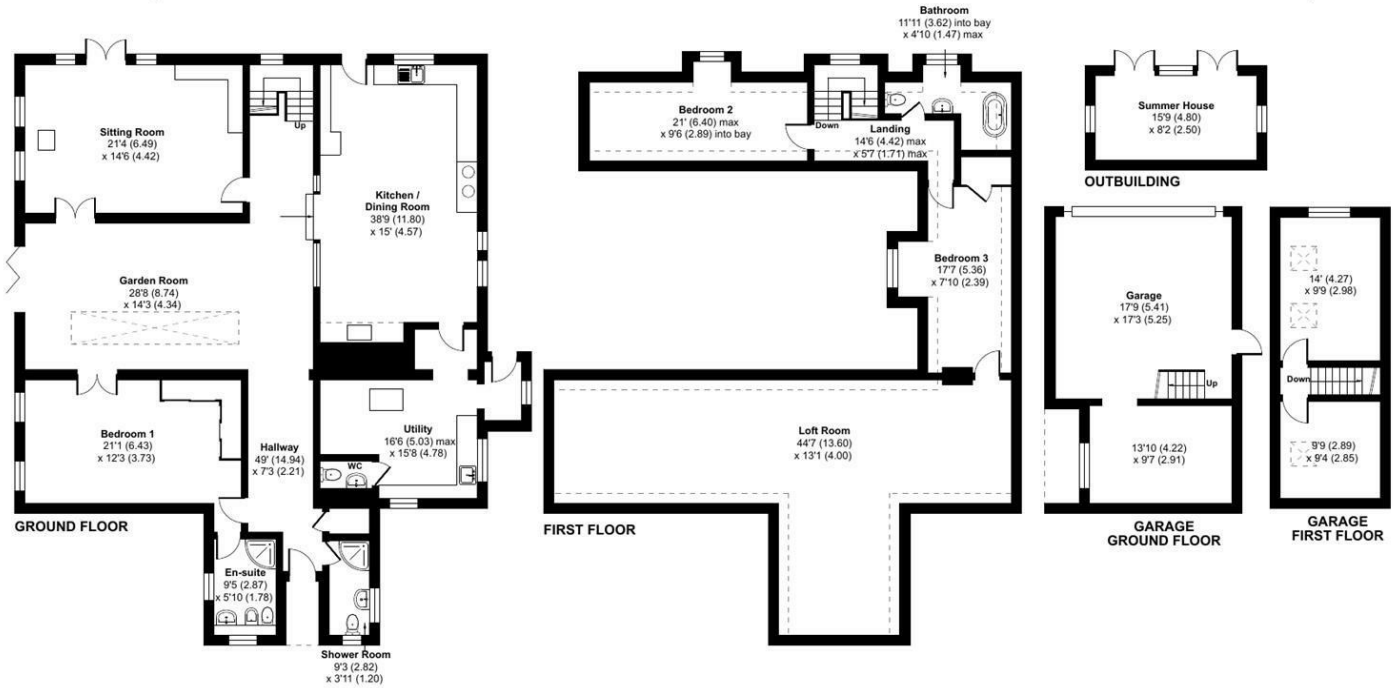 Sitting Room
21'4 (6.49)
x 14'6 (4.42)
Up
Kitchen /
Dining Room
38'9 (11.80)
x 15' (4.57)
Garden Room
28'8 (8.74)
x 14'3 (4.34)
Bedroom 1
21'1 (6.43)
x 12'3 (3.73)
Hallway
49' (14.94)
x 7'3 (2.21)
Utility
16'6 (5.03) max
x 15'8 (4.78)
WC
GROUND FLOOR
En-suite
9'5 (2.87)
x 5'10 (1.78)
Shower Room
9'3 (2.82)
x 3'11 (1.20)
Bathroom
11'11 (3.62) into bay
x 4'10 (1.47) max
Bedroom 2
21' (6.40) max
x 9'6 (2.89) into bay
Down
Landing
14'6 (4.42) max
x 5'7 (1.71) max
Bedroom 3
17'7 (5.36)
x 7'10 (2.39)
Loft Room
44'7 (13.60)
x 13'1 (4.00)
FIRST FLOOR
Summer House
15'9 (4.80)
x 8'2 (2.50)
OUTBUILDING
Garage
17'9 (5.41)
x 17'3 (5.25)
Up
13'10 (4.22)
x 9'7 (2.91)
GARAGE
GROUND FLOOR
14' (4.27)
x 9'9 (2.98)
Down
9'9 (2.89)
x 9'4 (2.85)
GARAGE
FIRST FLOOR